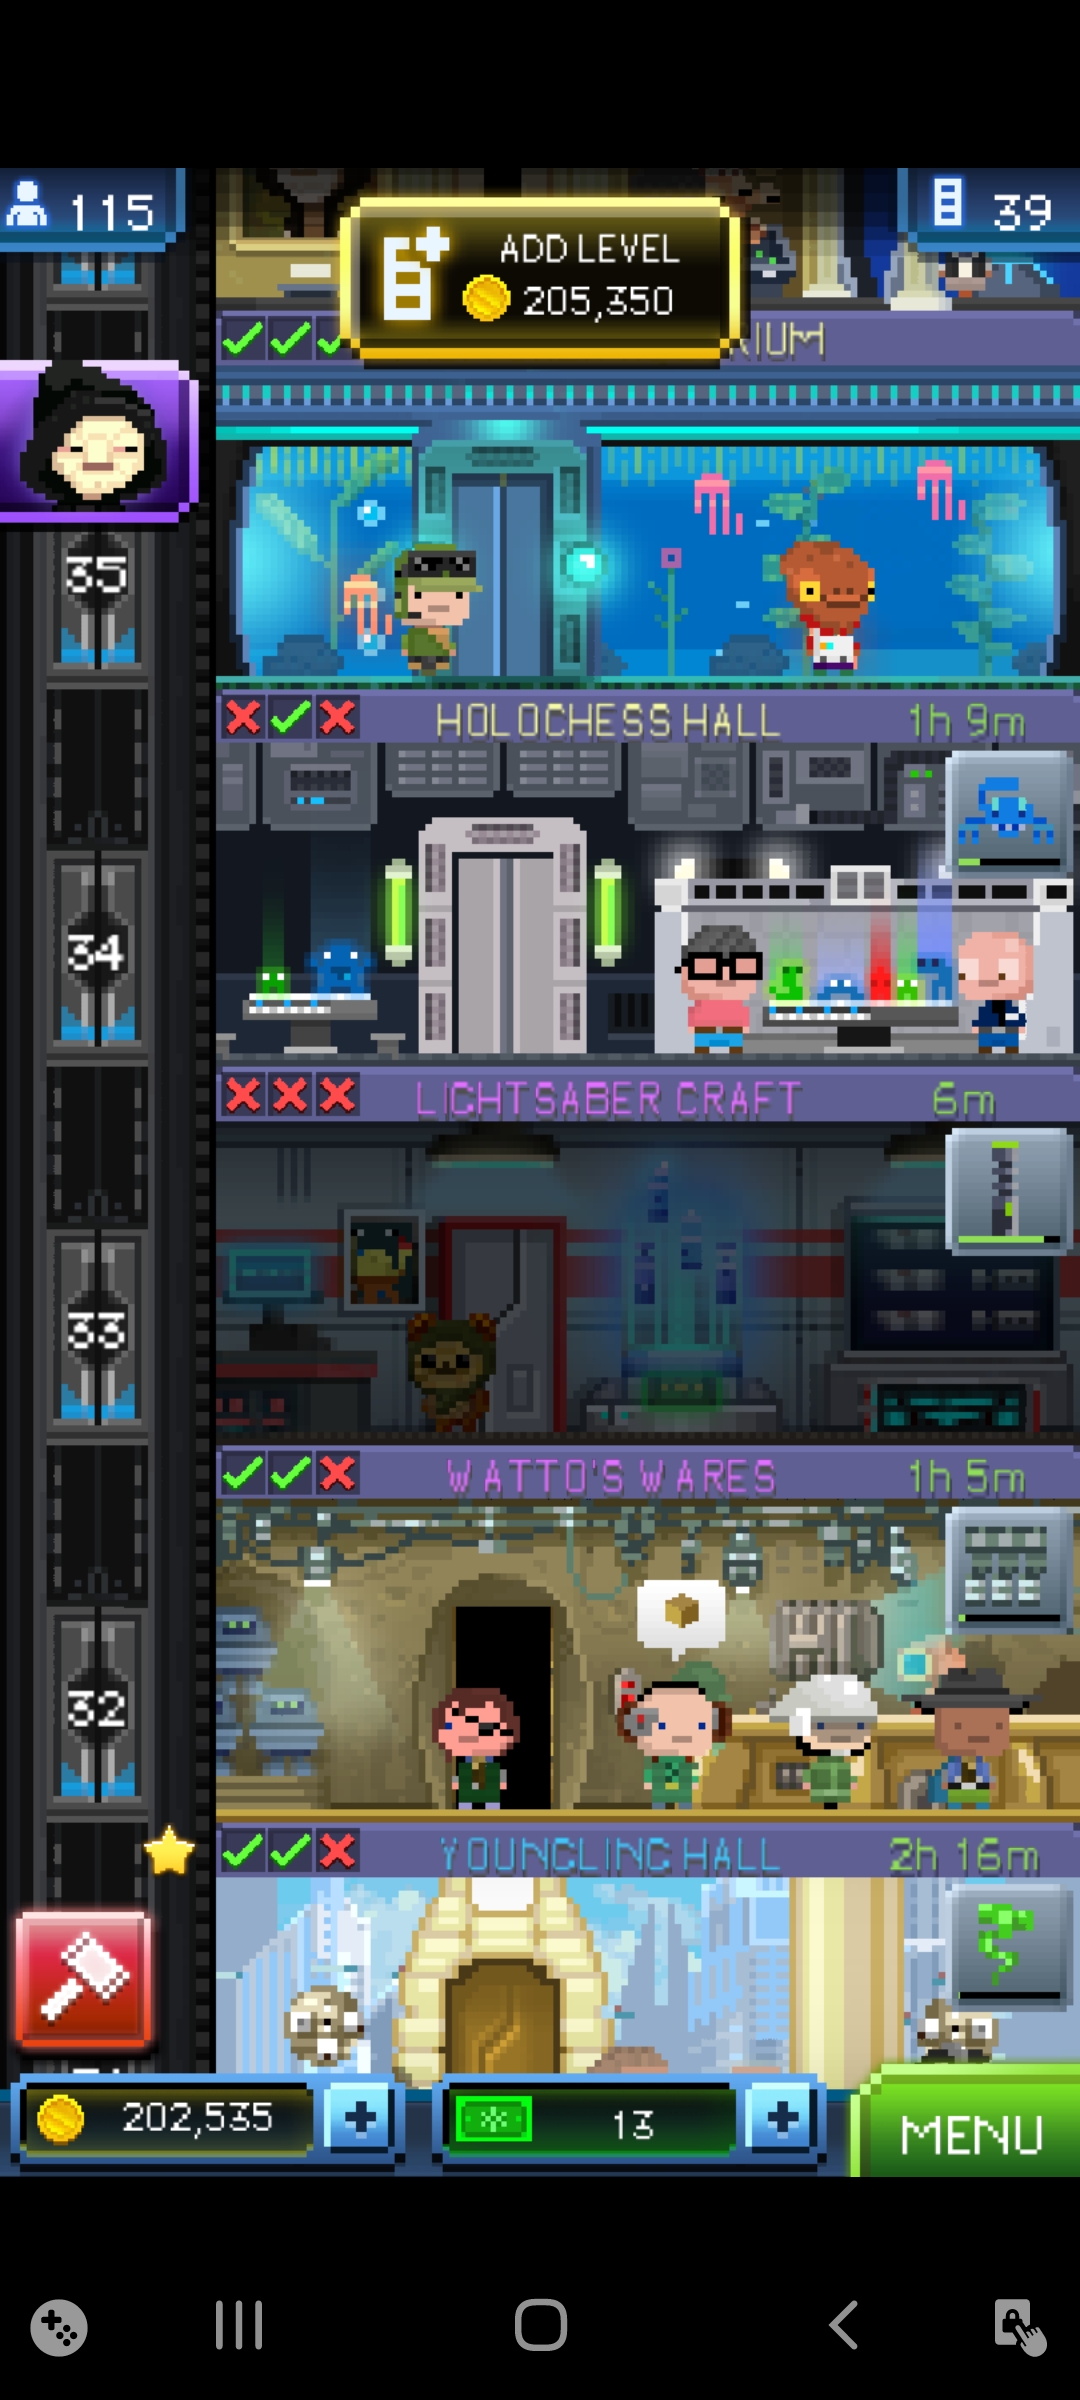 115
ADD LEVEL
205,350
39
RIUM
35
HOLOCHESS HALL 1h 9m
34
LIGHTSABER CRAFT 6m
33
WATTO'S WARES 1h 5m
32
YOUNGLING HALL 2h 16m
202,535
13
MENU